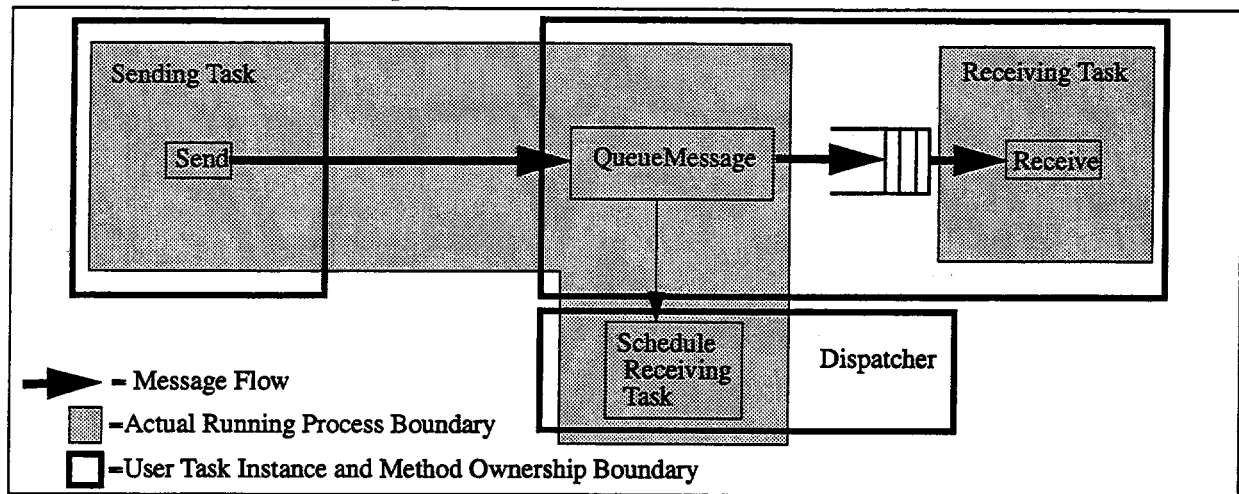 Sending Task
Receiving Task
Send
QueueMessage
Receive
Schedule
Receiving
Task
Dispatcher
= Message Flow
=Actual Running Process Boundary
=User Task Instance and Method Ownership Boundary